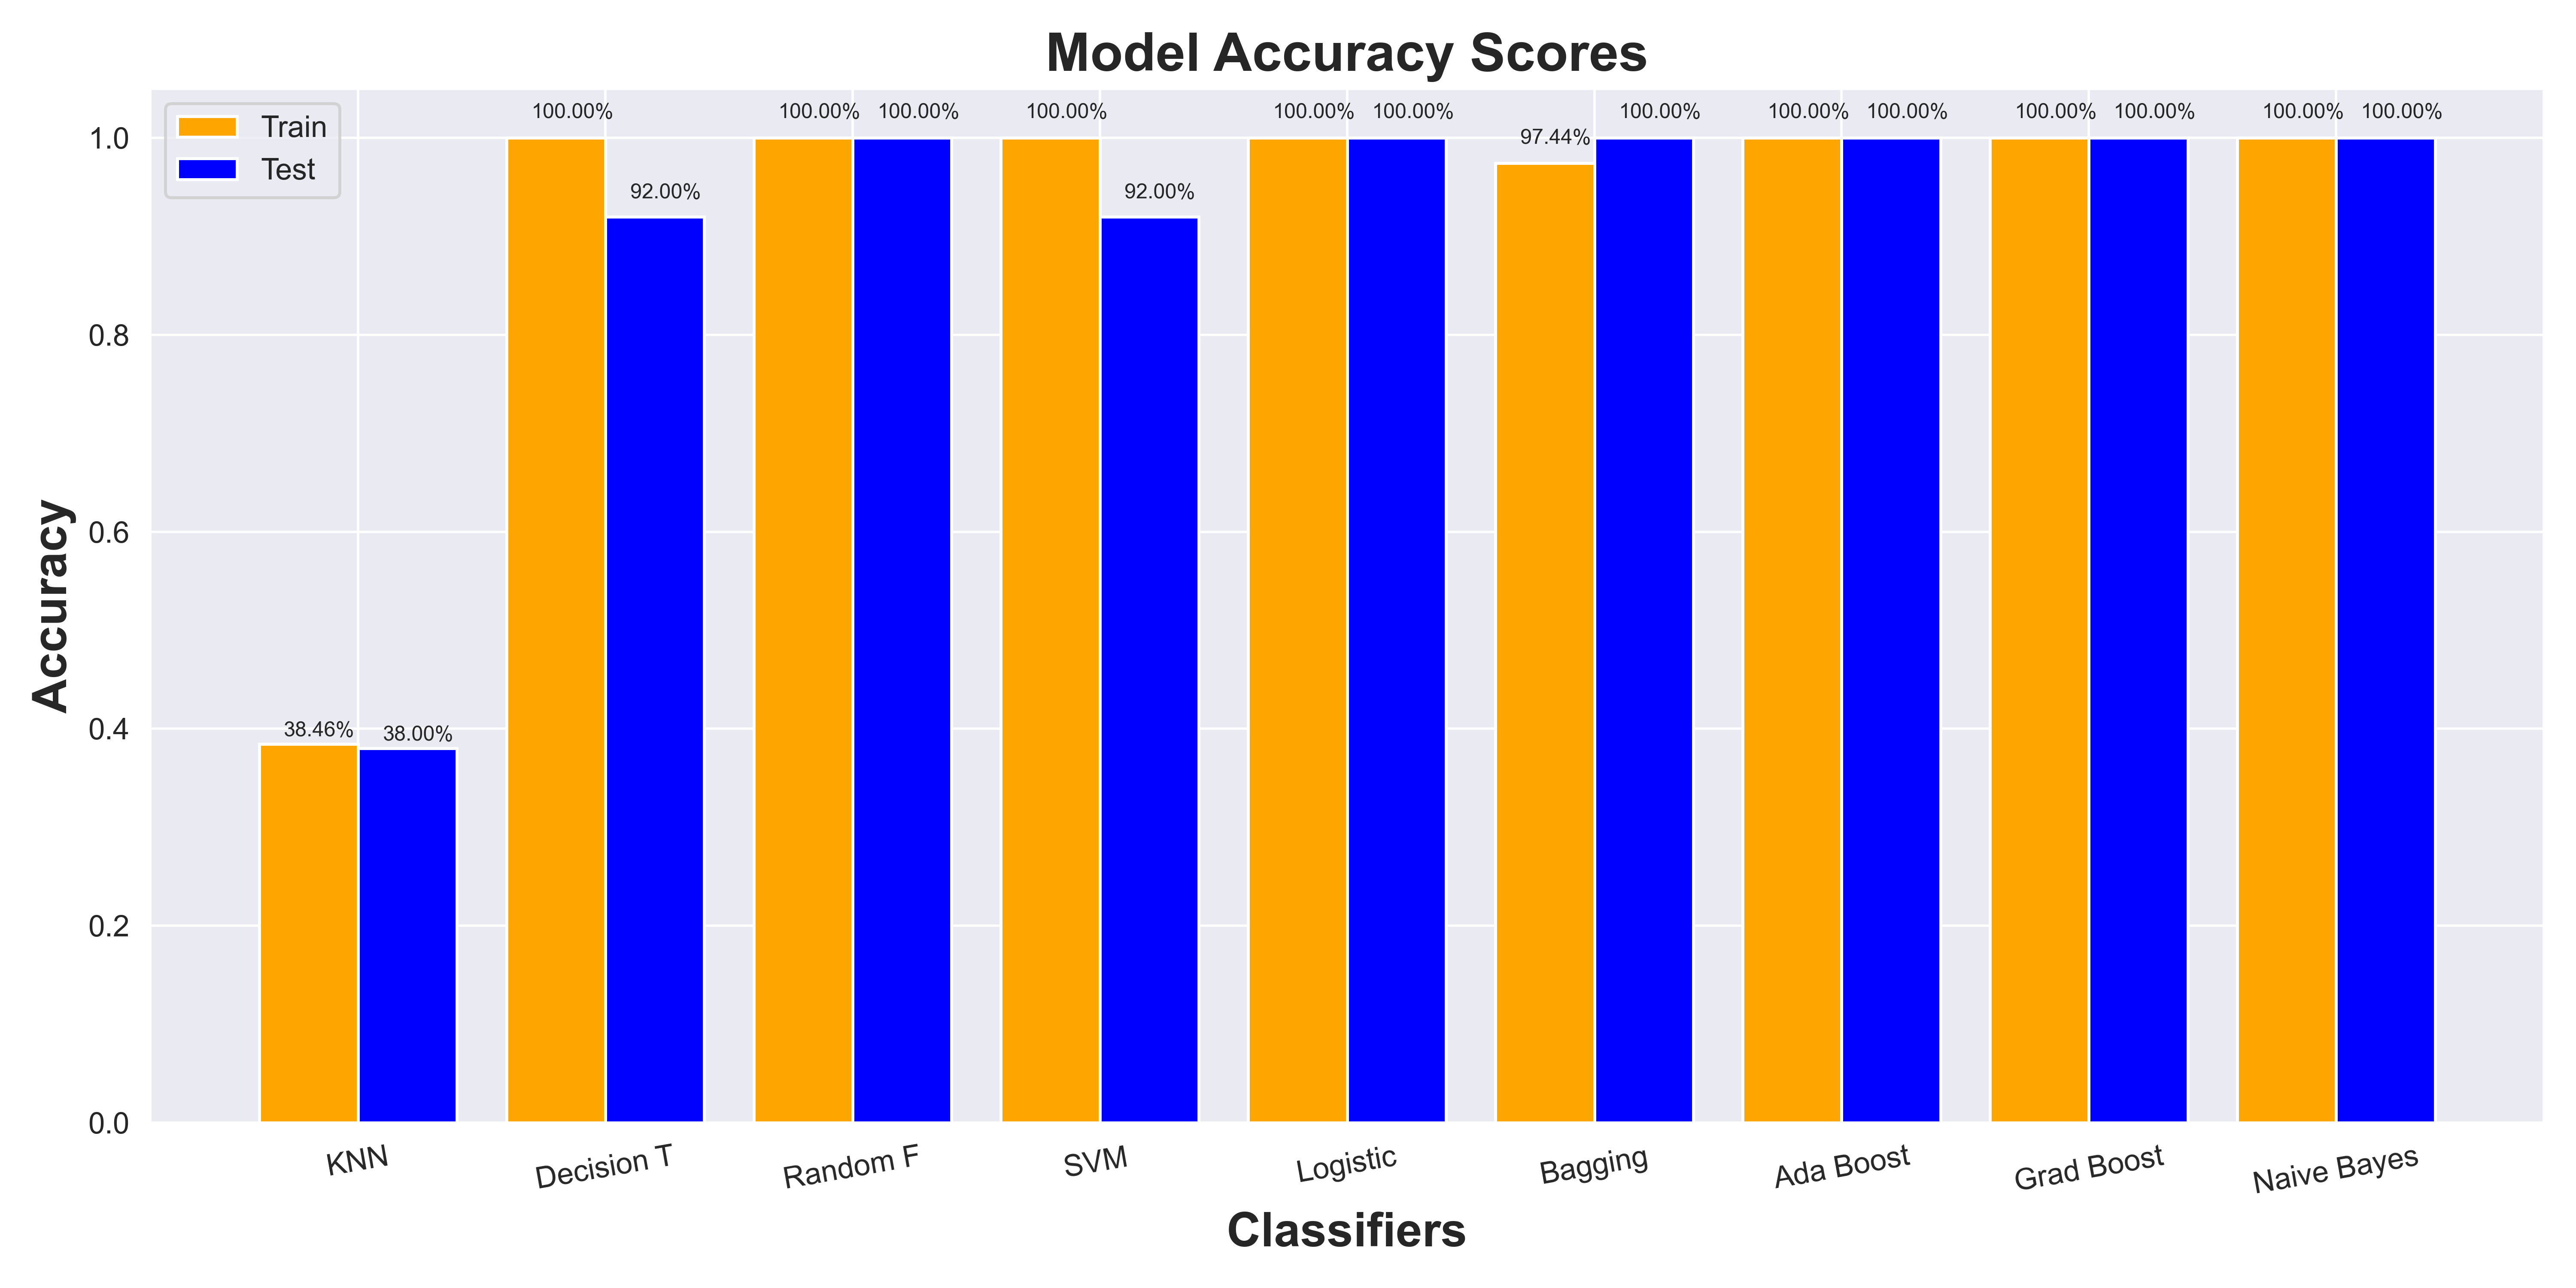 Model Accuracy Scores
Train
Test
100.00%
100.00% 100.00%
100.00%
100.00% 100.00%
100.00%
100.00% 100.00%
100.00% 100.00%
100.00% 100.00%
97.44%
92.00%
92.00%
38.46%
38.00%
1.0
0.8
0.6
0.4
0.2
0.0
Accuracy
KNN
Decision T
Random F
SVM
Logistic
Bagging
Ada Boost
Grad Boost
Naive Bayes
Classifiers